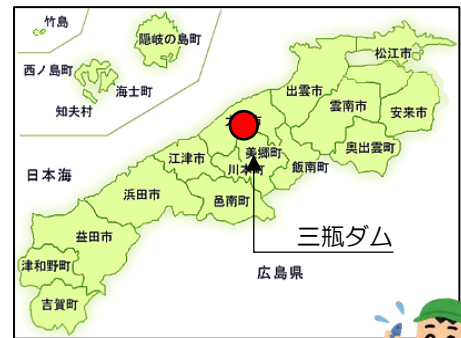 竹島
隠岐の島町
西ノ島町
海士町
知夫村
松江市
出雲市
雲南市
安来市
奥出雲町
飯南町
美郷町
川本町
江津市
日本海
浜田市
邑南町
益田市
津和野町
吉賀町
三瓶ダム
広島県